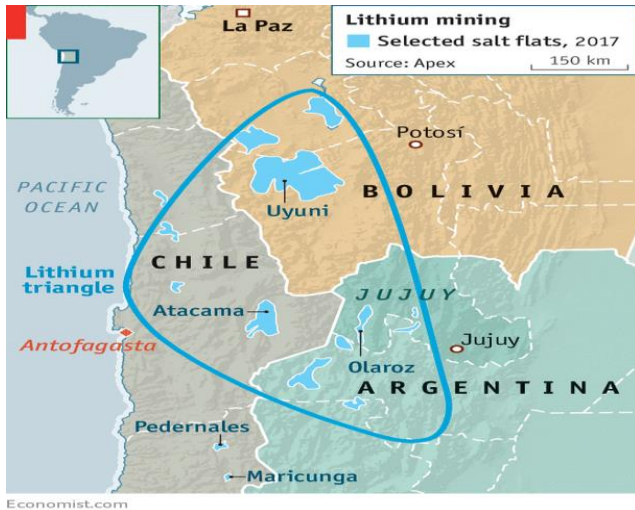 La Paz
Lithium mining
Selected salt flats, 2017
Source: Apex
150 km
Potosí
PACIFIC
OCEAN
BOLIVIA
Uyuni
CHILE
Lithium
triangle
JUJUY
Atacama
Antofagasta
Jujuy
Olaroz
ARGENTINA
Pedernales
Maricunga
Economist.com